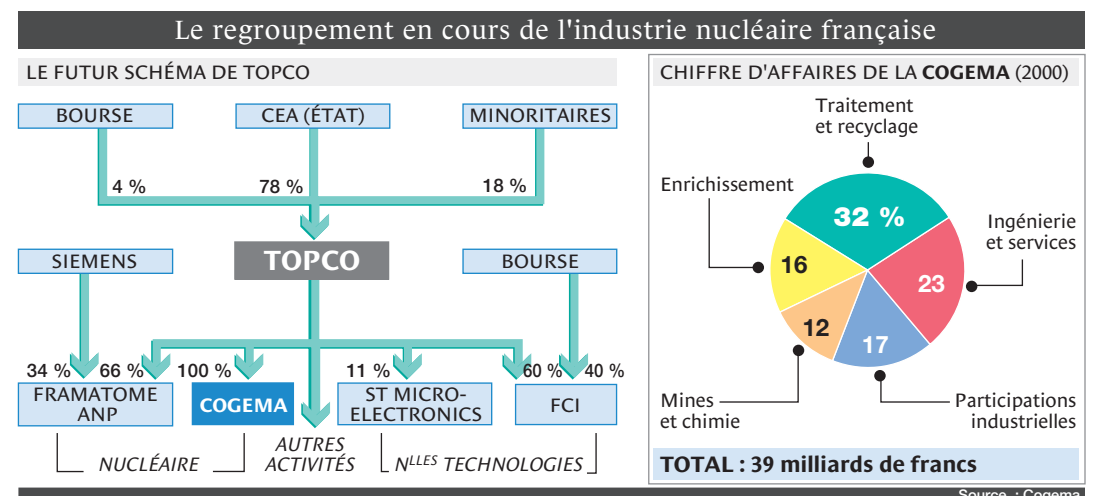 Le regroupement en cours de l'industrie nucléaire française
LE FUTUR SCHÉMA DE TOPCO
BOURSE
CEA (ÉTAT)
MINORITAIRES
4 %
78 %
18 %
SIEMENS
TOPCO
BOURSE
34 %
66 %
100 %
11 %
60 %
40 %
FRAMATOME
ANP
COGEMA
ST MICRO-
ELECTRONICS
FCI
NUCLÉAIRE
AUTRES
ACTIVITÉS
NLLES TECHNOLOGIES
CHIFFRE D'AFFAIRES DE LA COGEMA (2000)
Traitement
et recyclage
Enrichissement
32 %
Ingénierie
et services
16
23
12
17
Mines
et chimie
Participations
industrielles
TOTAL : 39 milliards de francs
Source : Cogema